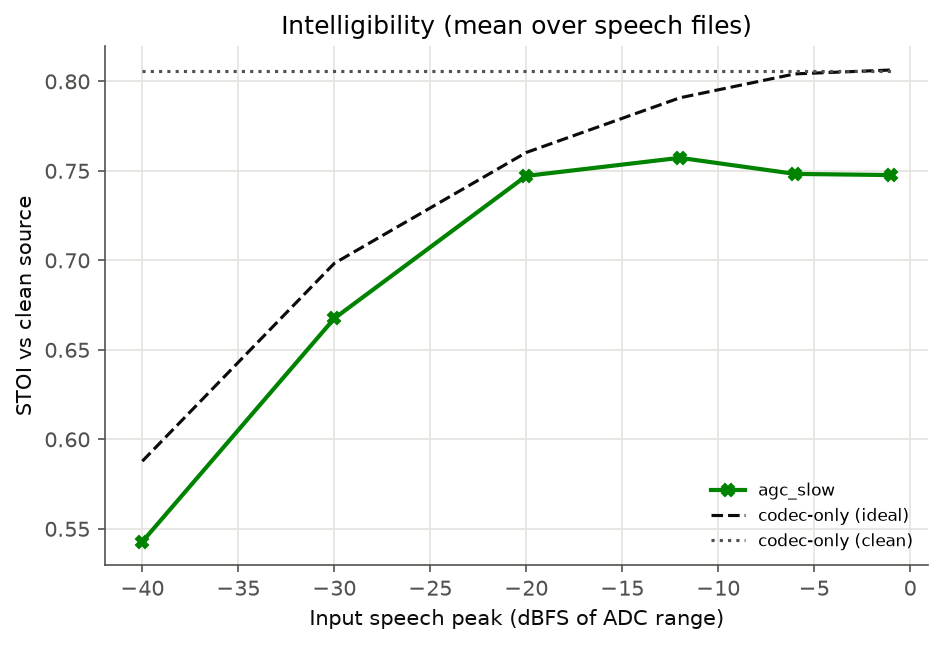 Intelligibility (mean over speech files)
STOI vs clean source
0.80
0.75
0.70
0.65
0.60
0.55
agc_slow
codec-only (ideal)
codec-only (clean)
−40 −35 −30 −25 −20 −15 −10 −5 0
Input speech peak (dBFS of ADC range)